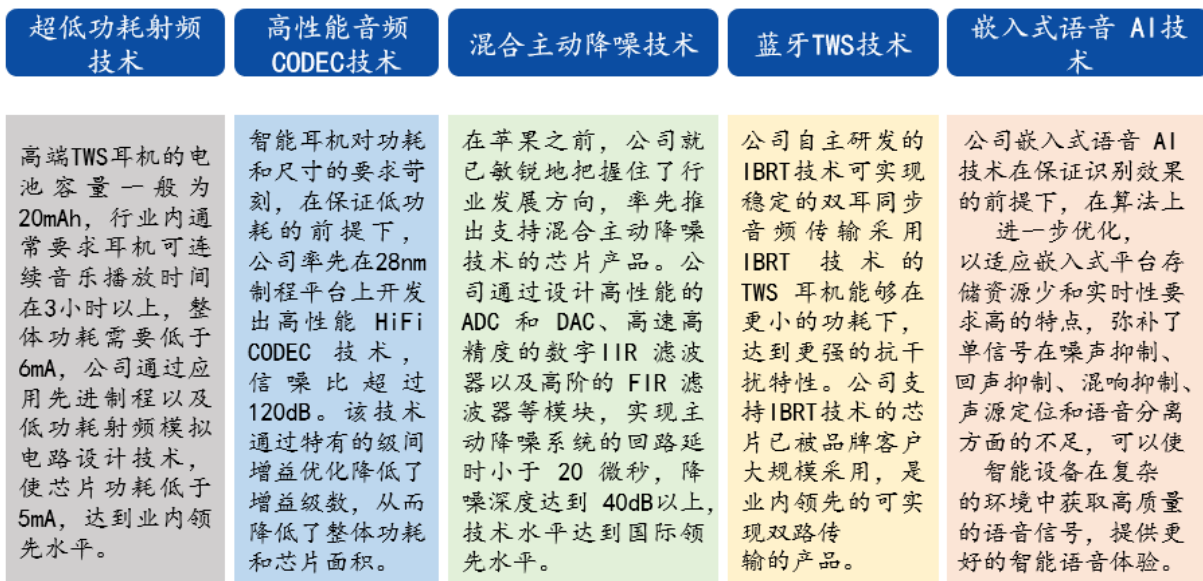 超低功耗射频
技术
高性能音频
CODEC技术
混合主动降噪技术
蓝牙TWS技术
嵌入式语音 AI技
术
高端TWS耳机的电
池容量一般为
20mAh，行业内通
常要求耳机可连
续音乐播放时间
在3小时以上，整
体功耗需要低于
6mA，公司通过应
用先进制程以及
低功耗射频模拟
电路设计技术，
使芯片功耗低于
5mA，达到业内领
先水平。
智能耳机对功耗
和尺寸的要求苛
刻，在保证低功
耗的前提下，
公司率先在28nm
制程平台上开发
出高性能 HiFi
CODEC 技术，
信噪比超过
120dB。该技术
通过特有的级间
增益优化降低了
增益级数，从而
降低了整体功耗
和芯片面积。
在苹果之前，公司就
已敏锐地把握住了行
业发展方向，率先推
出支持混合主动降噪
技术的芯片产品。公
司通过设计高性能的
ADC 和 DAC、高速高
精度的数字IIR 滤波
器以及高阶的 FIR 滤
波器等模块，实现主
动降噪系统的回路延
时小于 20 微秒，降
噪深度达到 40dB以上，
技术水平达到国际领
先水平。
公司自主研发的
IBRT技术可实现
稳定的双耳同步
音频传输采用
IBRT 技术的
TWS 耳机能够在
更小的功耗下，
达到更强的抗干
扰特性。公司支
持IBRT技术的芯
片已被品牌客户
大规模采用，是
业内领先的可实
现双路传
输的产品。
公司嵌入式语音 AI
技术在保证识别效果
的前提下，在算法上
进一步优化，
以适应嵌入式平台存
储资源少和实时性要
求高的特点，弥补了
单信号在噪声抑制、
回声抑制、混响抑制、
声源定位和语音分离
方面的不足，可以使
智能设备在复杂
的环境中获取高质量
的语音信号，提供更
好的智能语音体验。